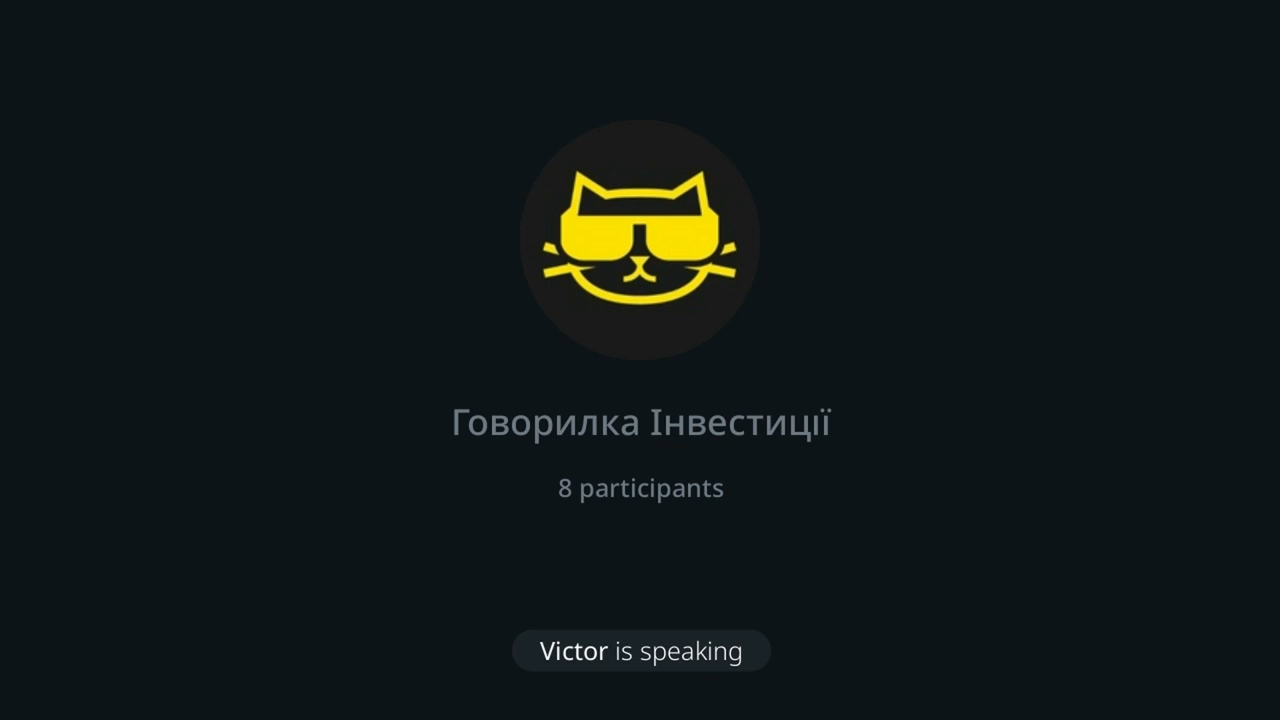 Говорилка Інвестиції
8 participants
Victor is speaking